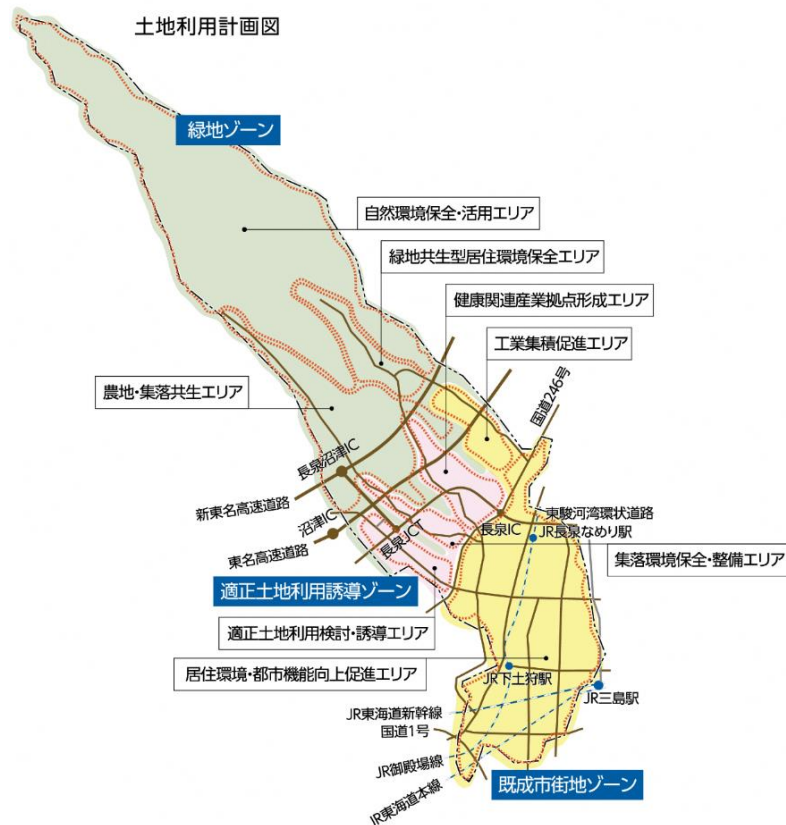 土地利用計画図
緑地ゾーン
自然環境保全・活用エリア
緑地共生型居住環境保全エリア
健康関連産業拠点形成エリア
工業集積促進エリア
国道246号
農地・集落共生エリア
長泉沼津IC
新東名高速道路
沼津IC
東名高速道路
長泉JCT
長泉IC
東駿河湾環状道路
JR長泉なめり駅
集落環境保全・整備エリア
適正土地利用誘導ゾーン
適正土地利用検討・誘導エリア
居住環境・都市機能向上促進エリア
JR下土狩駅
JR三島駅
JR東海道新幹線
国道1号
JR御殿場線
JR東海道本線
既成市街地ゾーン